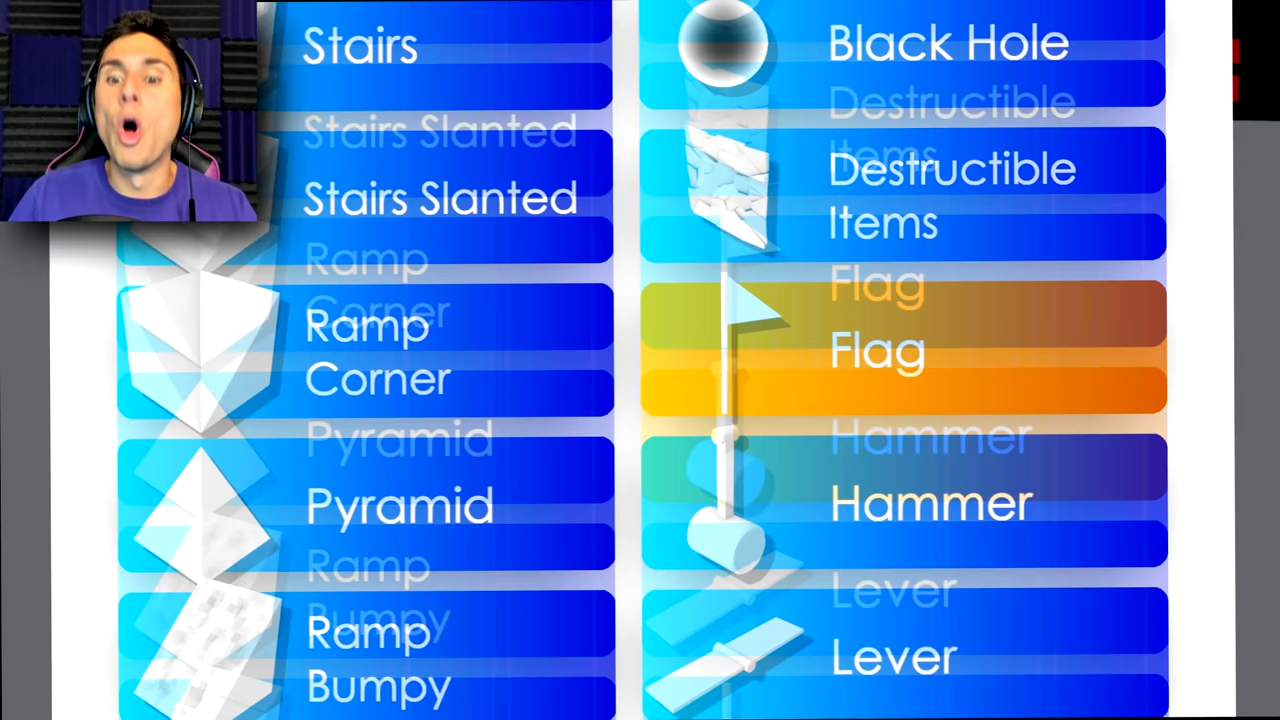 Stairs
Stairs Slanted
Stairs Slanted
Ramp
Corner
Ramp
Corner
Pyramid
Pyramid
Ramp
Bumpy
Ramp
Bumpy
Black Hole
Destructible
Items
Destructible
Items
Flag
Flag
Hammer
Hammer
Lever
Lever